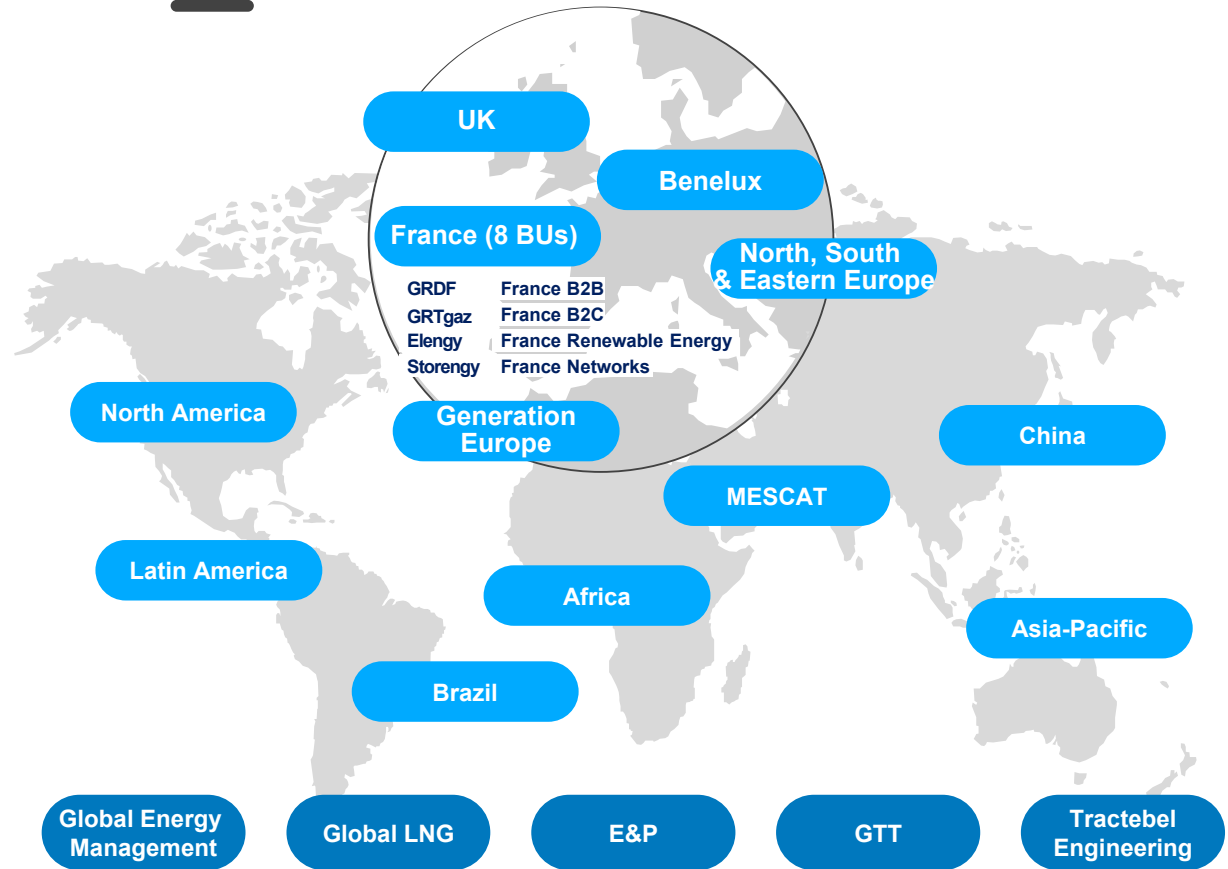 UK
Benelux
France (8 BUs)
North, South
& Eastern Europe
GRDF France B2B
GRTgaz France B2C
Elengy France Renewable Energy
Storengy France Networks
North America
Generation
Europe
China
MESCAT
Latin America
Africa
Asia-Pacific
Brazil
Global Energy
Management
Global LNG
E&P
GTT
Tractebel
Engineering